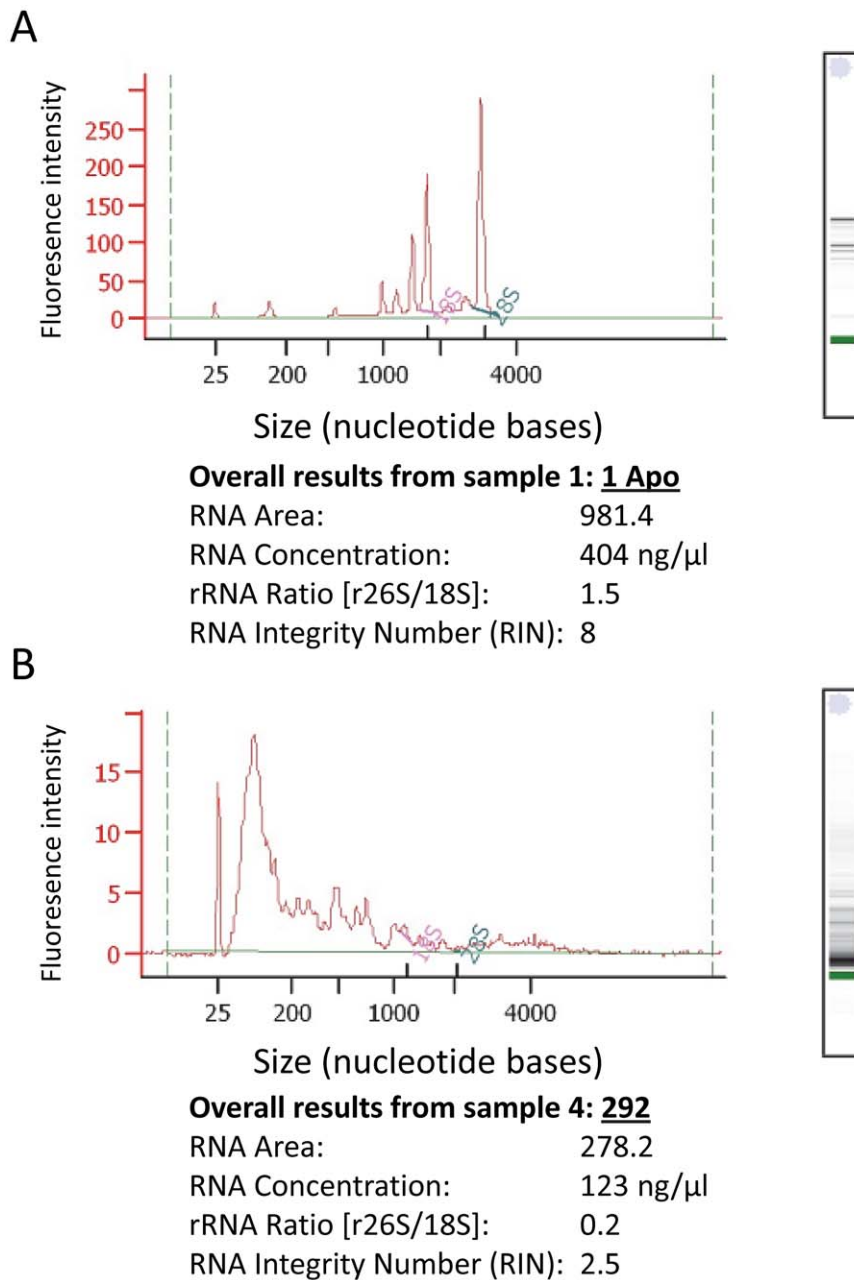 A
Fluoresence intensity
250
200
150
100
50
0
18S
28S
25 200 1000 4000
Size (nucleotide bases)
Overall results from sample 1: 1 Apo
RNA Area: 981.4
RNA Concentration: 404 ng/µl
rRNA Ratio [r26S/18S]: 1.5
RNA Integrity Number (RIN): 8
B
Fluoresence intensity
15
10
5
0
18S
28S
25 200 1000 4000
Size (nucleotide bases)
Overall results from sample 4: 292
RNA Area: 278.2
RNA Concentration: 123 ng/µl
rRNA Ratio [r26S/18S]: 0.2
RNA Integrity Number (RIN): 2.5